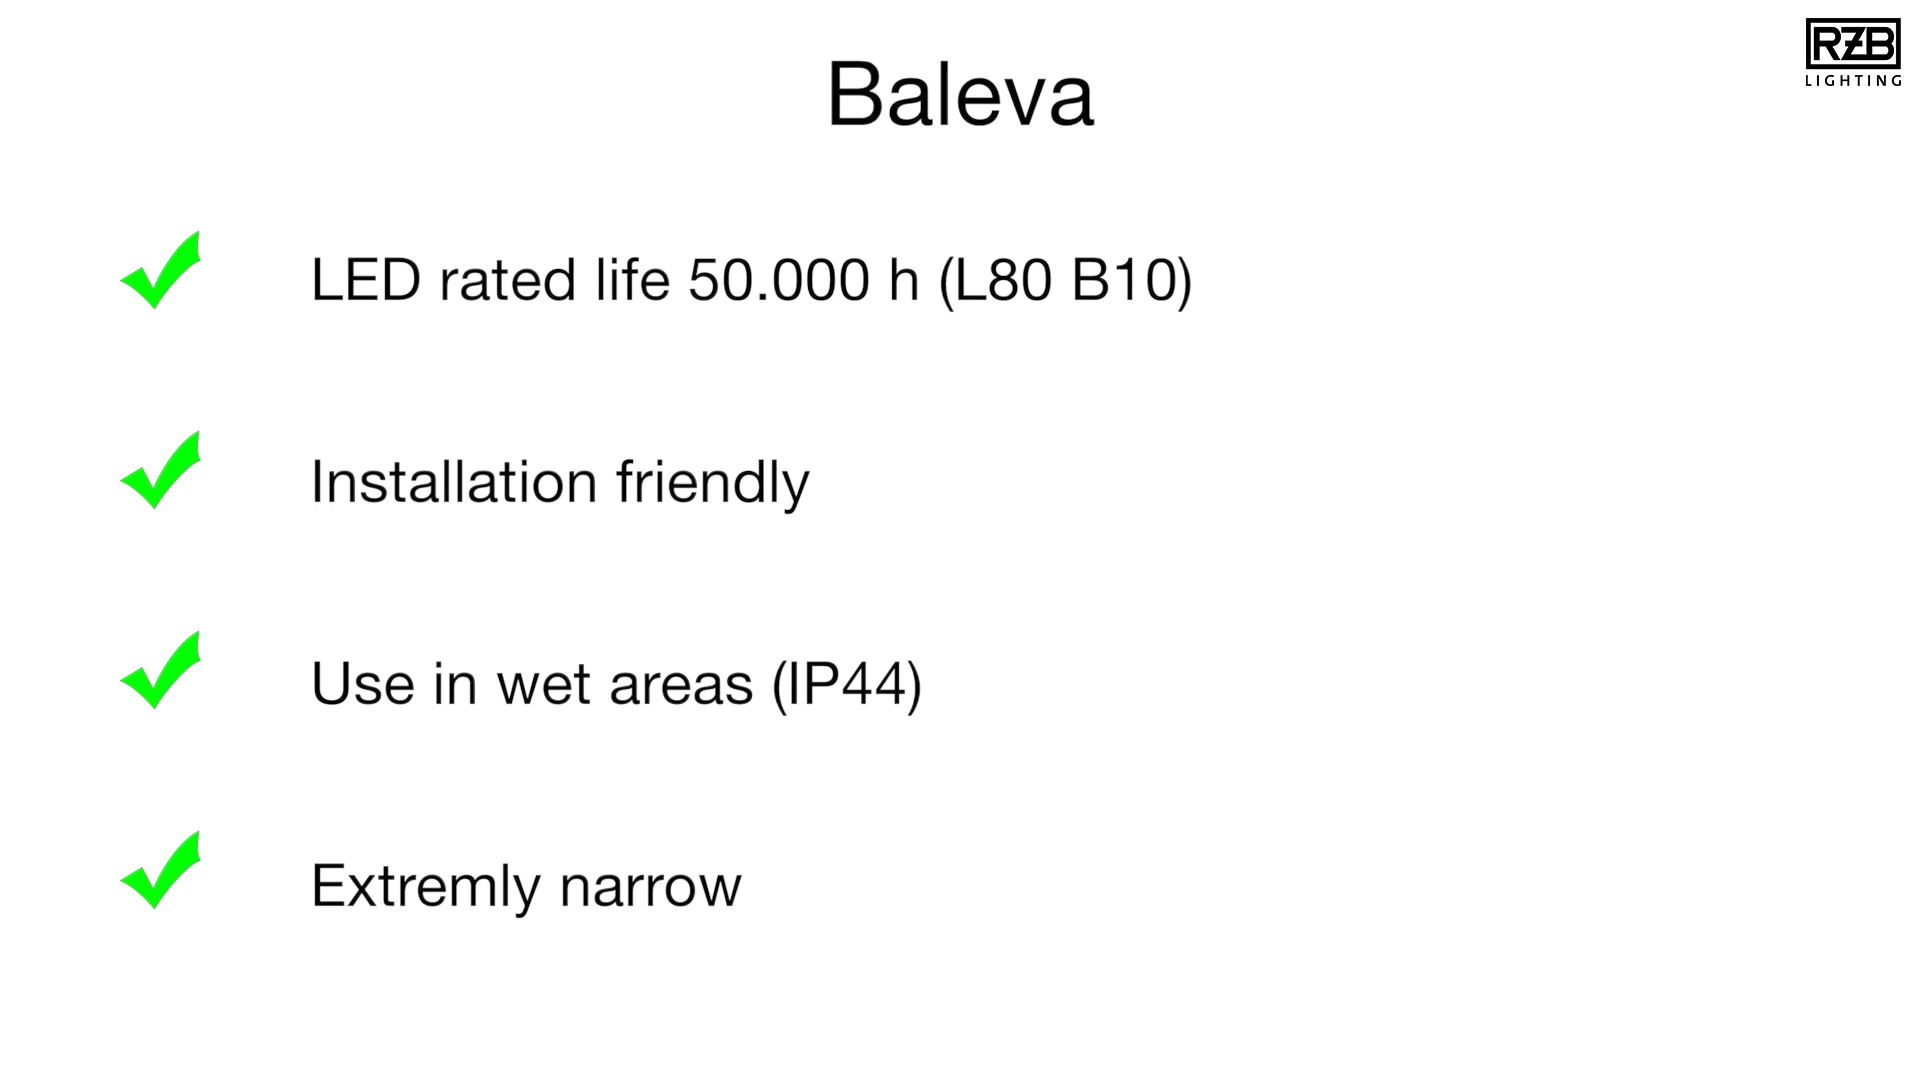 RZB
LIGHTING
Baleva
LED rated life 50.000 h (L80 B10)
Installation friendly
Use in wet areas (IP44)
Extremly narrow